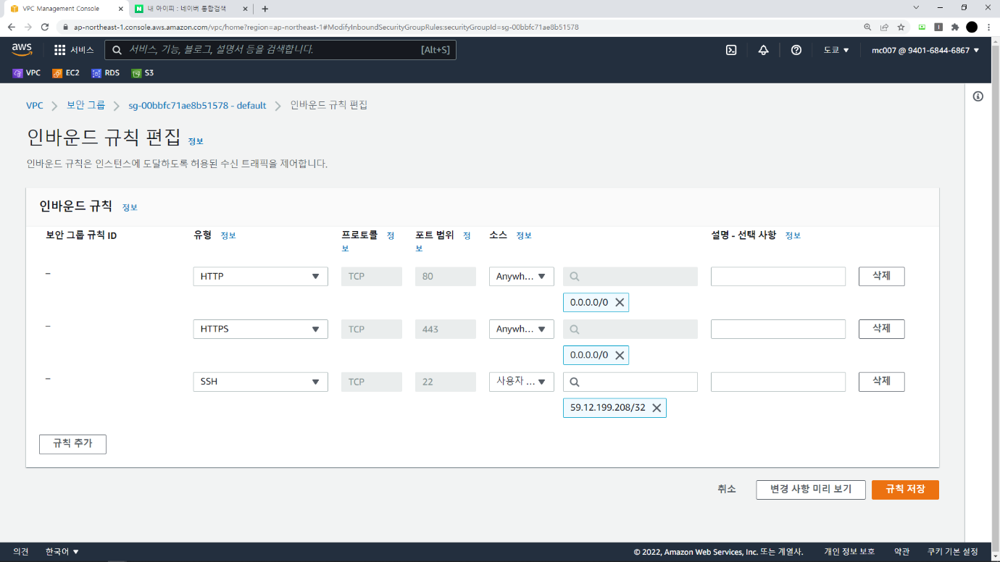 VPC Management Console
내 아이피 : 네이버 통합검색
ap-northeast-1.console.aws.amazon.com/vpc/home?region=ap-northeast-1#ModifyInboundSecurityGroupRules:securityGroupId=sg-00bbfc71ae8b51578
aws 서비스 서비스, 기능, 블로그, 설명서 등을 검색합니다. [Alt+S] 도쿄 mc007 @ 9401-6844-6867
VPC EC2 RDS S3
VPC 보안 그룹 sg-00bbfc71ae8b51578 - default 인바운드 규칙 편집
인바운드 규칙 편집 정보
인바운드 규칙은 인스턴스에 도달하도록 허용된 수신 트래픽을 제어합니다.
인바운드 규칙 정보
보안 그룹 규칙 ID 유형 정보 프로토콜 정보 포트 범위 정보 소스 정보 설명 - 선택 사항 정보
– HTTP TCP 80 Anywh... 삭제
0.0.0.0/0
– HTTPS TCP 443 Anywh... 삭제
0.0.0.0/0
– SSH TCP 22 사용자 ... 삭제
59.12.199.208/32
규칙 추가
취소 변경 사항 미리 보기 규칙 저장
의견 한국어 © 2022, Amazon Web Services, Inc. 또는 계열사. 개인 정보 보호 약관 쿠키 기본 설정